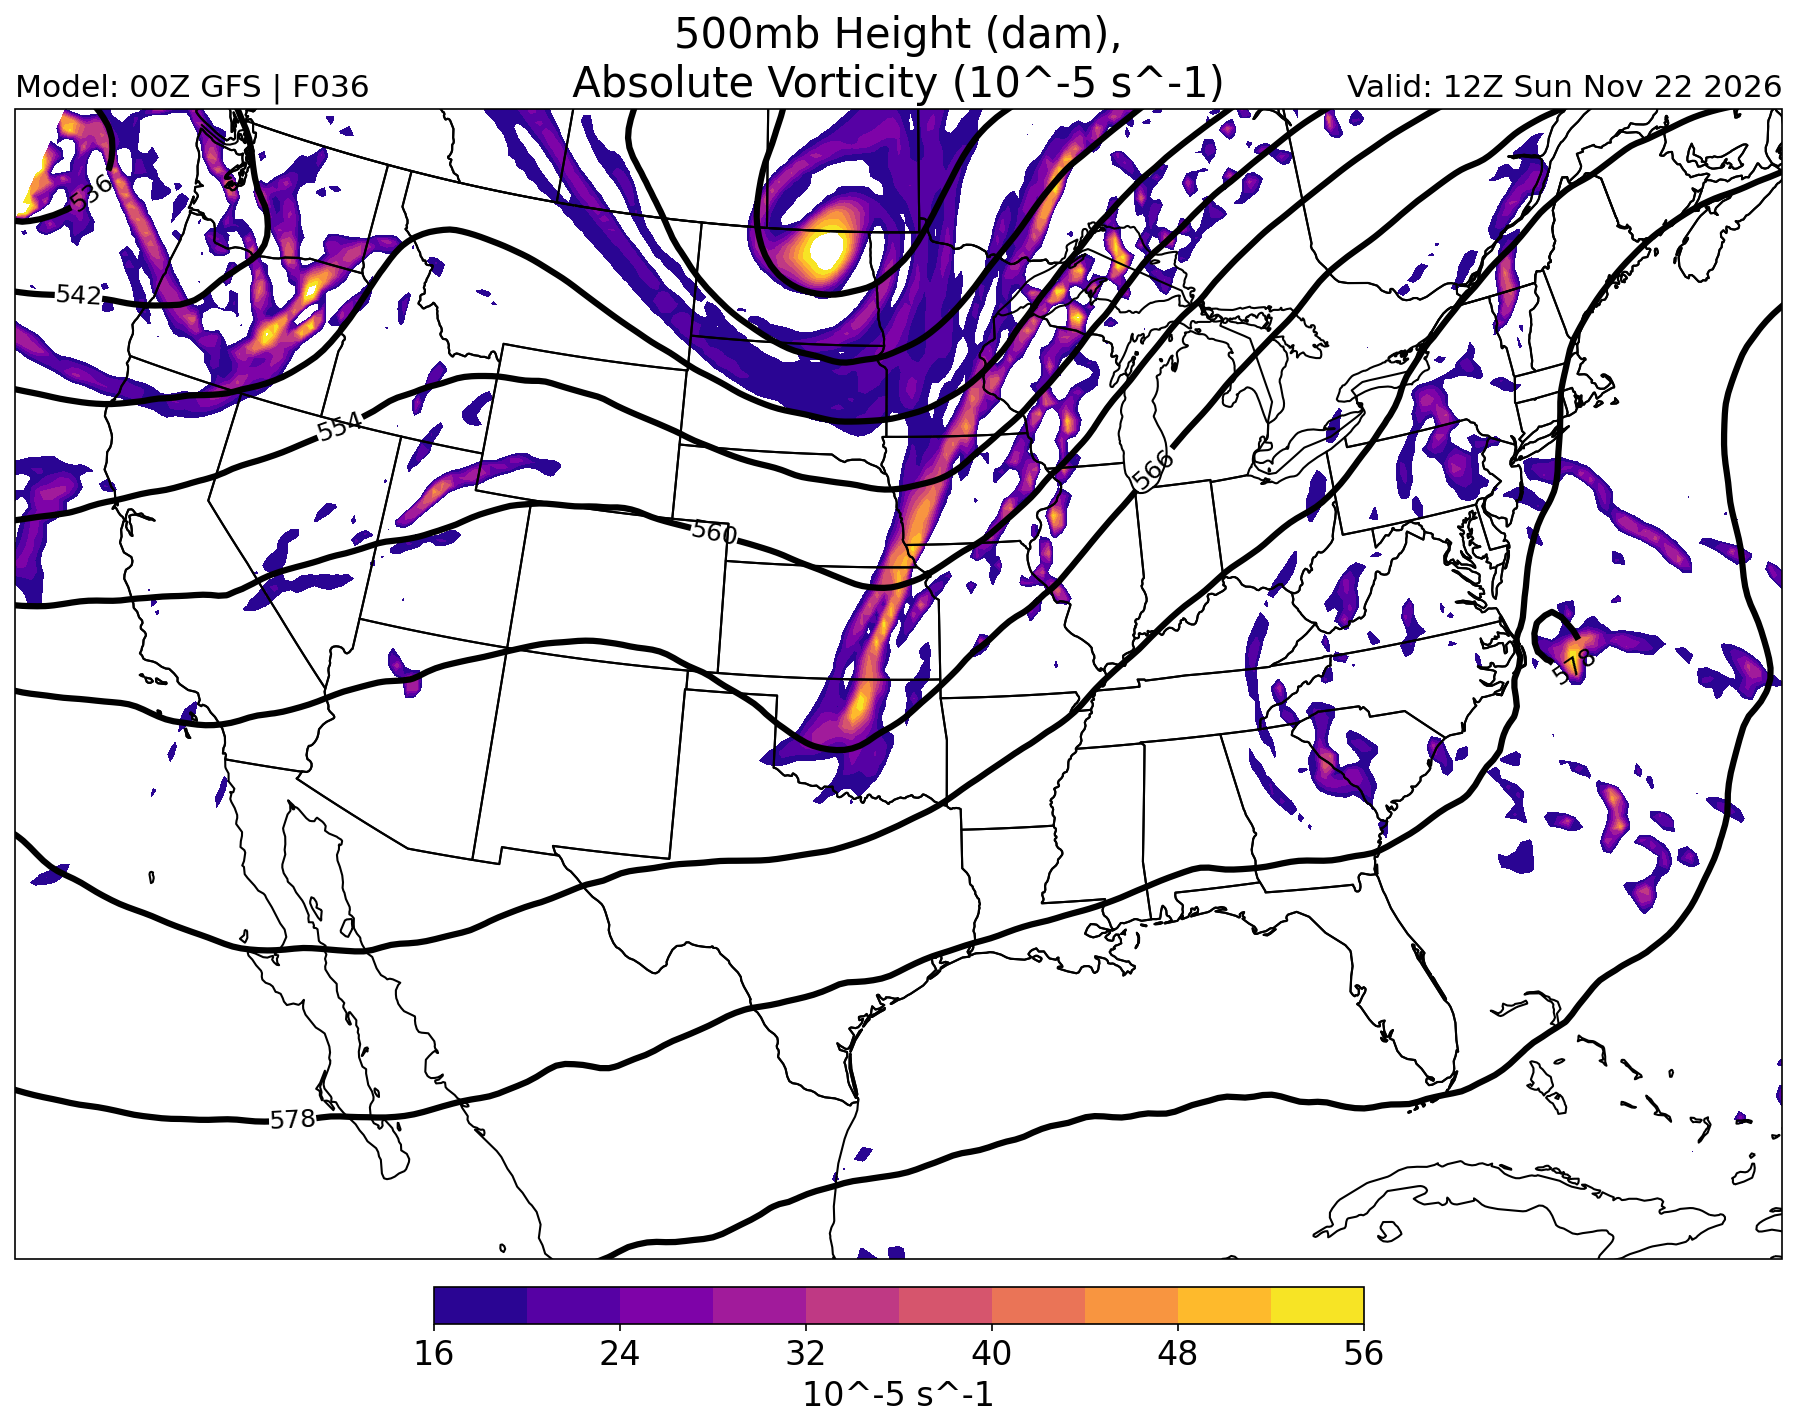 500mb Height (dam),
Model: 00Z GFS | F036
Absolute Vorticity (10^-5 s^-1)
Valid: 12Z Sun Nov 22 2026
536
542
554
560
566
578
578
16 24 32 40 48 56
10^-5 s^-1